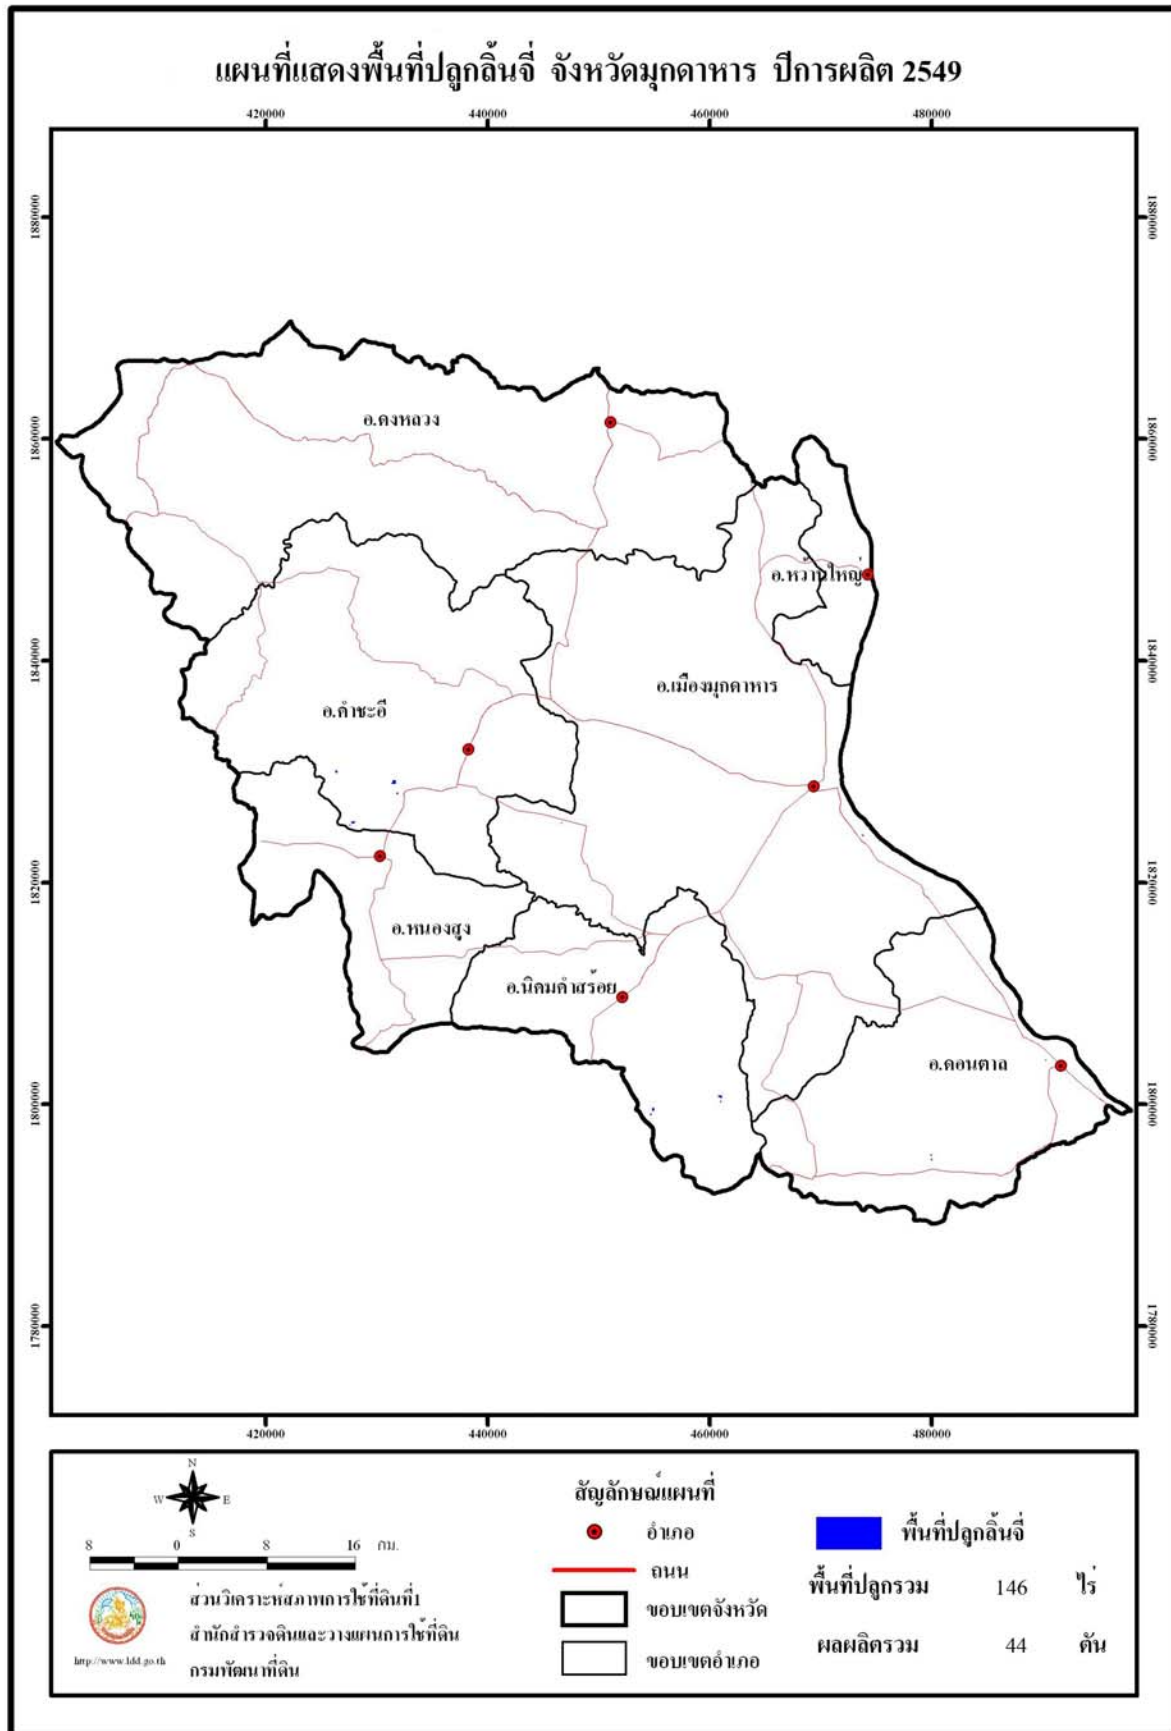 แผนที่แสดงพื้นที่ปลูกลิ้นจี่ จังหวัดมุกดาหาร ปีการผลิต 2549
420000 440000 460000 480000
1880000 1880000
1860000 1860000
1840000 1840000
1820000 1820000
1800000 1800000
1780000 1780000
อ.ดงหลวง
อ.หว้านใหญ่
อ.เมืองมุกดาหาร
อ.คำชะอี
อ.หนองสูง
อ.นิคมคำสร้อย
อ.ดอนตาล
420000 440000 460000 480000
N
W E
S
8 0 8 16 กม.
ส่วนวิเคราะห์สภาพการใช้ที่ดินที่1
สำนักสำรวจดินและวางแผนการใช้ที่ดิน
กรมพัฒนาที่ดิน
http://www.ldd.go.th
สัญลักษณ์แผนที่
อำเภอ
ถนน
ขอบเขตจังหวัด
ขอบเขตอำเภอ
พื้นที่ปลูกลิ้นจี่
พื้นที่ปลูกรวม 146 ไร่
ผลผลิตรวม 44 ตัน